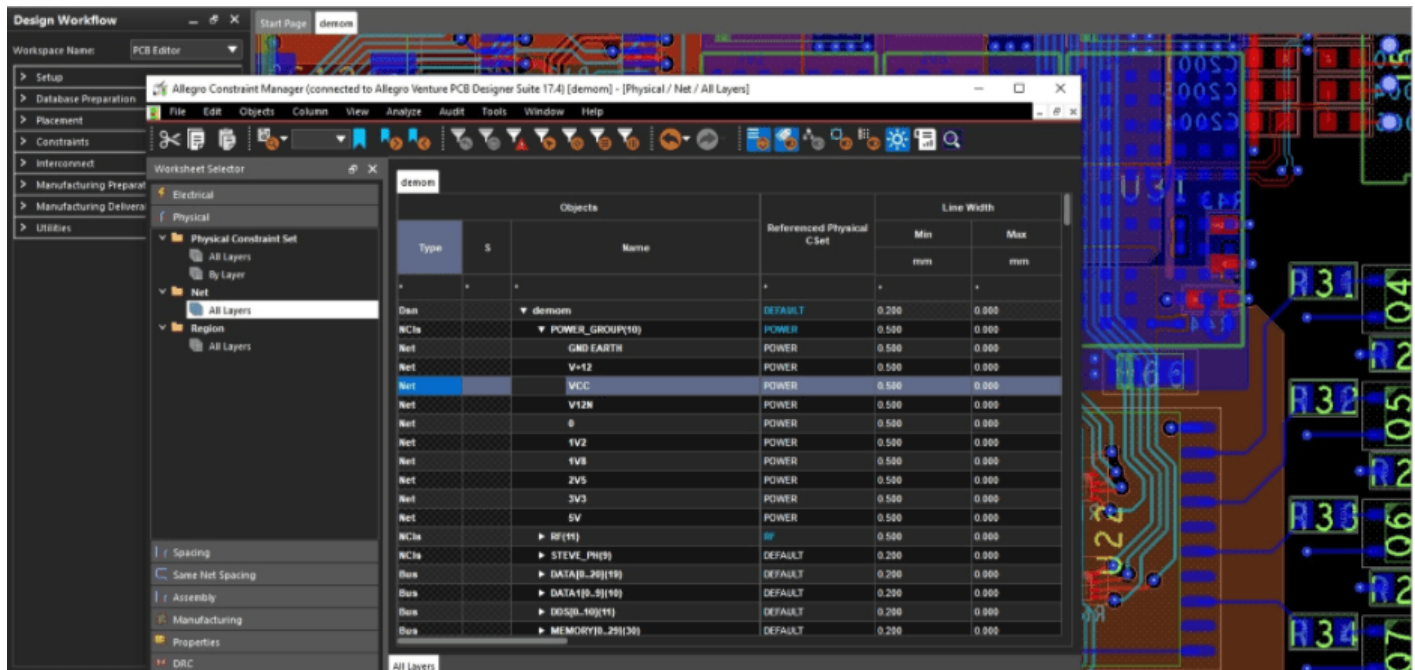 Design Workflow
Start Page
demom
Workspace Name:
PCB Editor
> Setup
> Database Preparation
> Placement
> Constraints
> Interconnect
> Manufacturing Preparat
> Manufacturing Delivera
> Utilities
Allegro Constraint Manager (connected to Allegro Venture PCB Designer Suite 17.4) [demom] - [Physical / Net / All Layers]
File Edit Objects Column View Analyze Audit Tools Window Help
Worksheet Selector
Electrical
Physical
Physical Constraint Set
All Layers
By Layer
Net
All Layers
Region
All Layers
Spacing
Same Net Spacing
Assembly
Manufacturing
Properties
DRC
demom
Objects
Referenced Physical CSet
Line Width
Type S Name Min Max
mm mm
* * * * * *
Dsn demom DEFAULT 0.200 0.000
NCls POWER_GROUP(10) POWER 0.500 0.000
Net GND EARTH POWER 0.500 0.000
Net V+12 POWER 0.500 0.000
Net VCC POWER 0.500 0.000
Net V12N POWER 0.500 0.000
Net 0 POWER 0.500 0.000
Net 1V2 POWER 0.500 0.000
Net 1V8 POWER 0.500 0.000
Net 2V5 POWER 0.500 0.000
Net 3V3 POWER 0.500 0.000
Net 5V POWER 0.500 0.000
NCls RF(11) RF 0.500 0.000
NCls STEVE_PH(9) DEFAULT 0.200 0.000
Bus DATA[0..20](19) DEFAULT 0.200 0.000
Bus DATA1[0..9](10) DEFAULT 0.200 0.000
Bus DDS[0..10](11) DEFAULT 0.200 0.000
Bus MEMORY[0..29](30) DEFAULT 0.200 0.000
All Layers
U22
R31
Q4
R32
Q5
R33
Q6